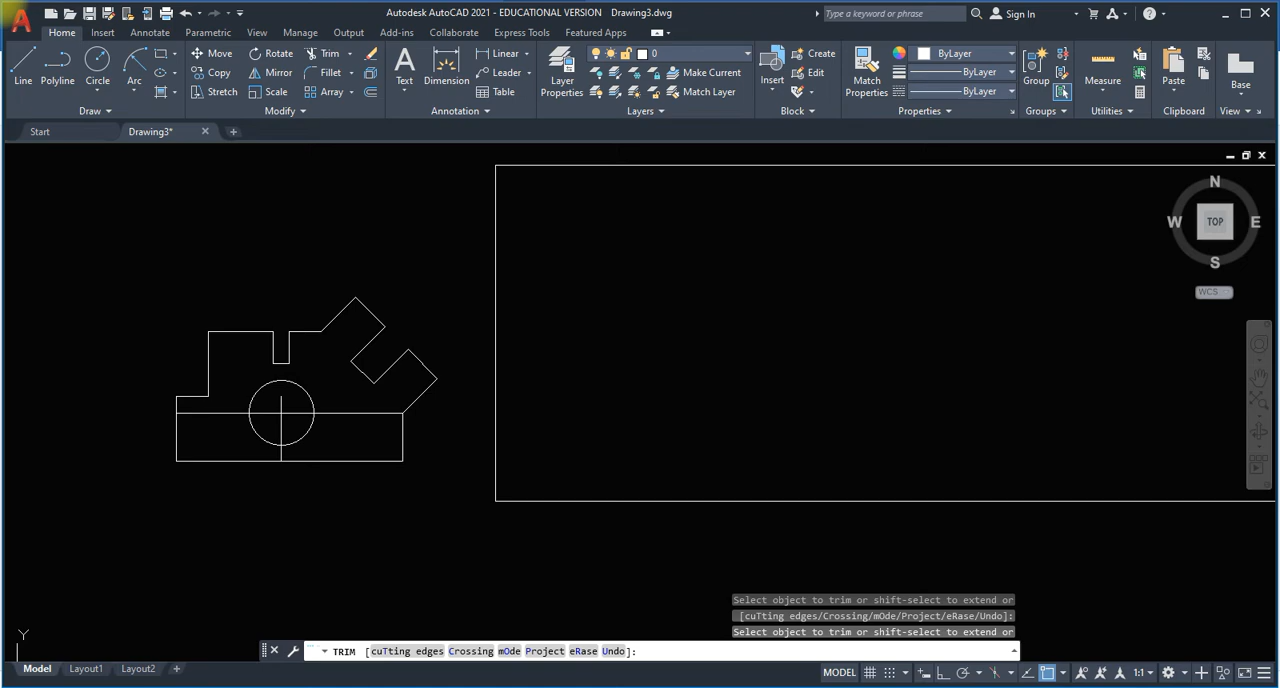 Autodesk AutoCAD 2021 - EDUCATIONAL VERSION Drawing3.dwg
Type a keyword or phrase
Sign In
Home Insert Annotate Parametric View Manage Output Add-ins Collaborate Express Tools Featured Apps
Line Polyline Circle Arc
Draw
Move Rotate Trim
Copy Mirror Fillet
Stretch Scale Array
Modify
Text Dimension
Linear
Leader
Table
Annotation
Layer Properties
0
Make Current
Match Layer
Layers
Insert
Create
Edit
Block
Match Properties
ByLayer
ByLayer
ByLayer
Properties
Group
Groups
Measure
Utilities
Paste
Clipboard
Base
View
Start Drawing3*
N
W TOP E
S
WCS
Y
Select object to trim or shift-select to extend or
[cuTting edges/Crossing/mOde/Project/eRase/Undo]:
Select object to trim or shift-select to extend or
TRIM [cuTting edges Crossing mOde Project eRase Undo]:
Model Layout1 Layout2
MODEL 1:1